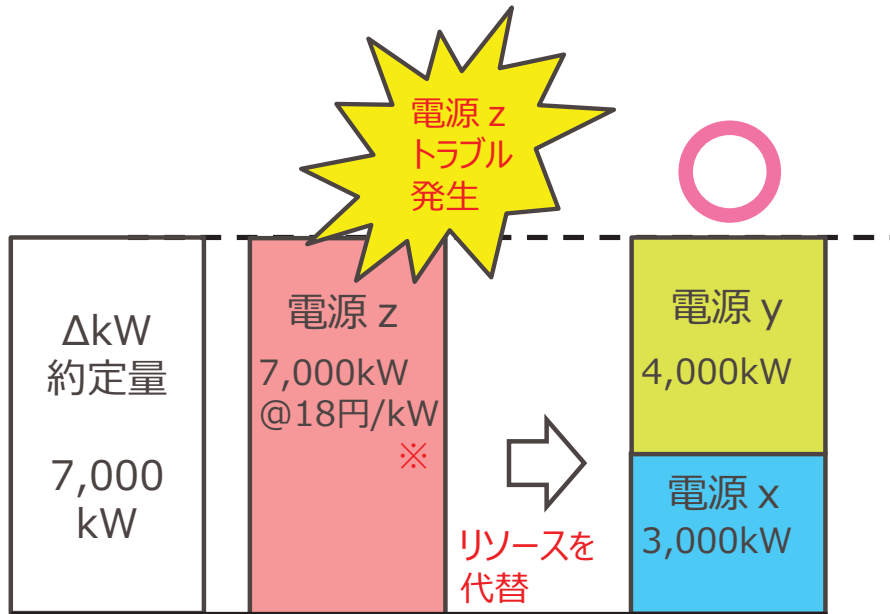 電源 z
トラブル
発生
ΔkW
約定量
7,000
kW
電源 z
7,000kW
@18円/kW
※
リソースを
代替
電源 y
4,000kW
電源 x
3,000kW